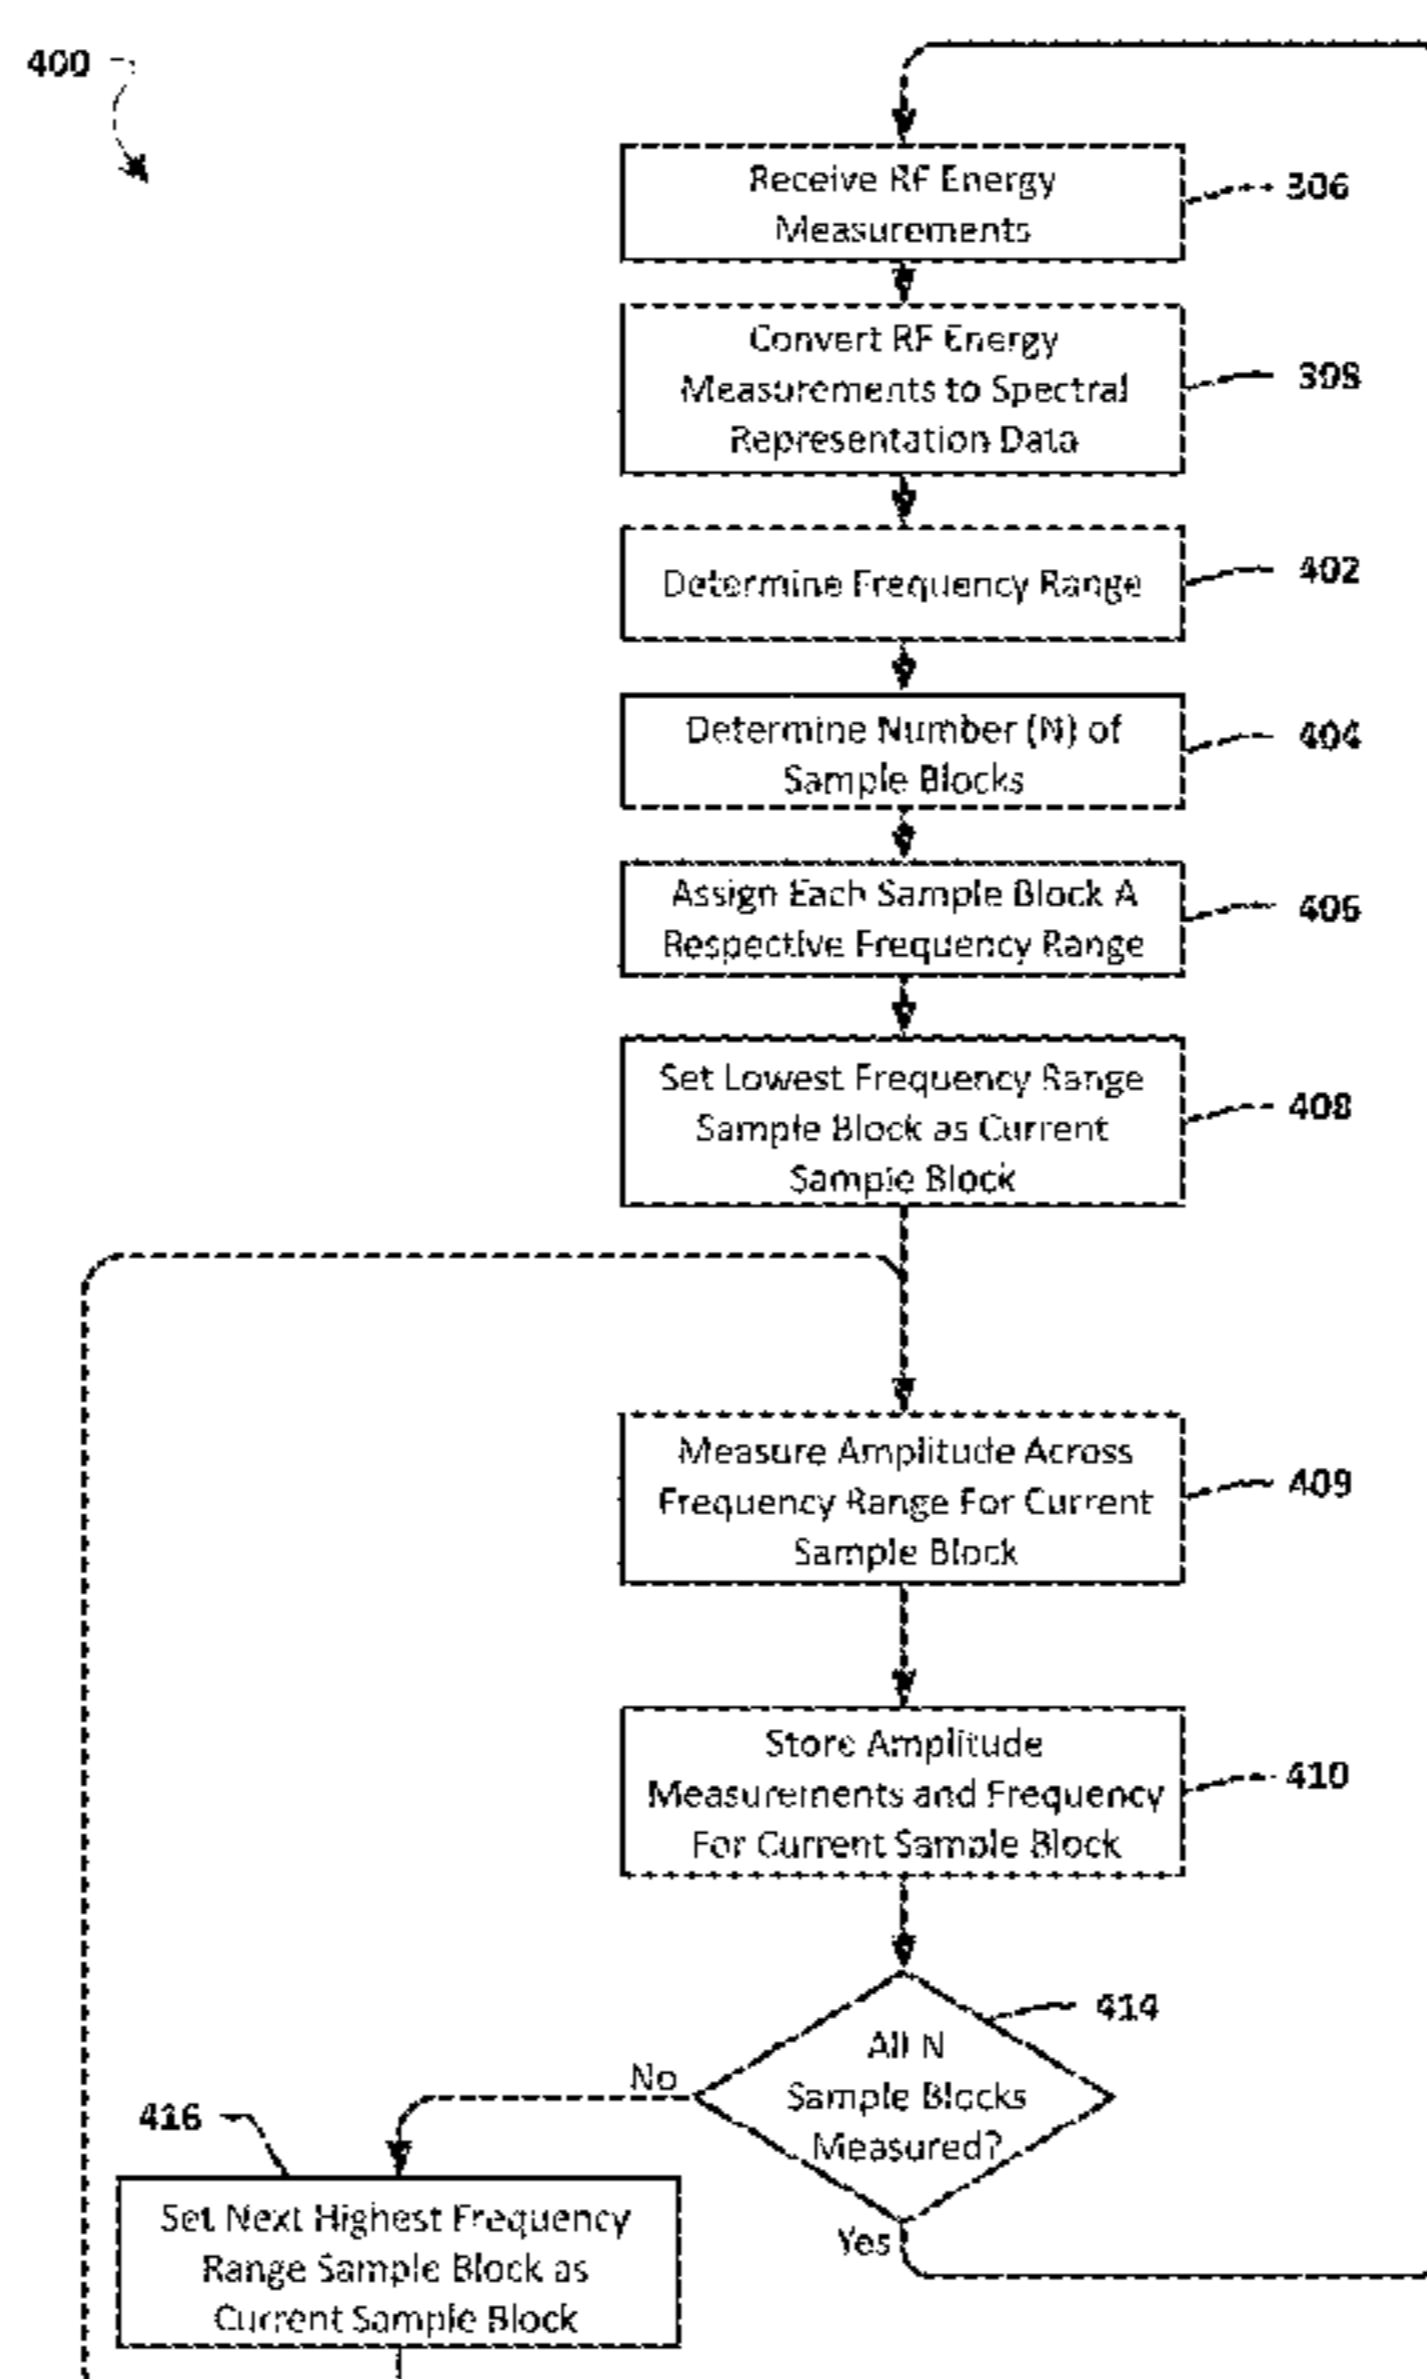 400
Receive RF Energy
Measurements
306
Convert RF Energy
Measurements to Spectral
Representation Data
308
Determine Frequency Range
402
Determine Number (N) of
Sample Blocks
404
Assign Each Sample Block A
Respective Frequency Range
406
Set Lowest Frequency Range
Sample Block as Current
Sample Block
408
Measure Amplitude Across
Frequency Range For Current
Sample Block
409
Store Amplitude
Measurements and Frequency
For Current Sample Block
410
All N
Sample Blocks
Measured?
414
No
Yes
416
Set Next Highest Frequency
Range Sample Block as
Current Sample Block